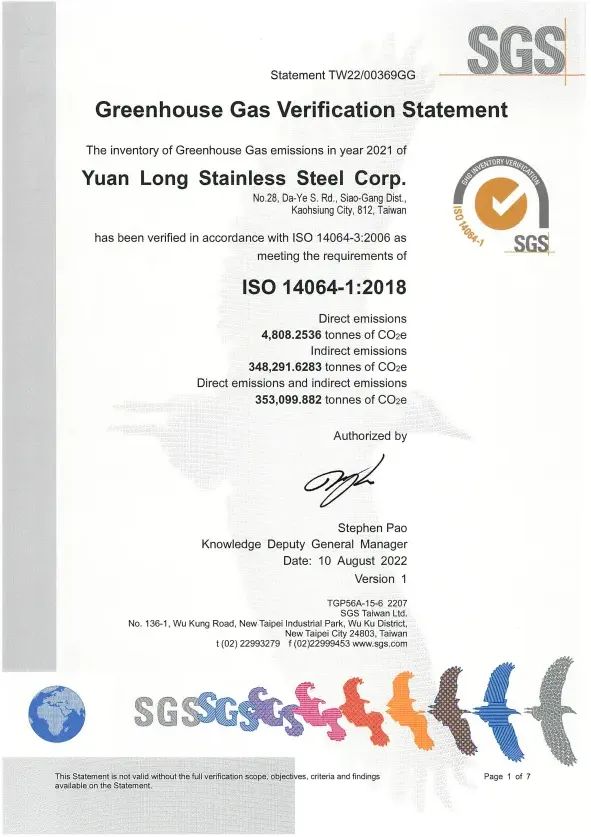 SGS
Statement TW22/00369GG
Greenhouse Gas Verification Statement
The inventory of Greenhouse Gas emissions in year 2021 of
Yuan Long Stainless Steel Corp.
No.28, Da-Ye S. Rd., Siao-Gang Dist.,
Kaohsiung City, 812, Taiwan
GHG INVENTORY VERIFICATION
ISO 14064-1
SGS
has been verified in accordance with ISO 14064-3:2006 as
meeting the requirements of
ISO 14064-1:2018
Direct emissions
4,808.2536 tonnes of CO2e
Indirect emissions
348,291.6283 tonnes of CO2e
Direct emissions and indirect emissions
353,099.882 tonnes of CO2e
Authorized by
Stephen Pao
Knowledge Deputy General Manager
Date: 10 August 2022
Version 1
TGP56A-15-6 2207
SGS Taiwan Ltd.
No. 136-1, Wu Kung Road, New Taipei Industrial Park, Wu Ku District,
New Taipei City 24803, Taiwan
t (02) 22993279 f (02)22999453 www.sgs.com
SGS SGS SGS
This Statement is not valid without the full verification scope, objectives, criteria and findings
available on the Statement.
Page 1 of 7